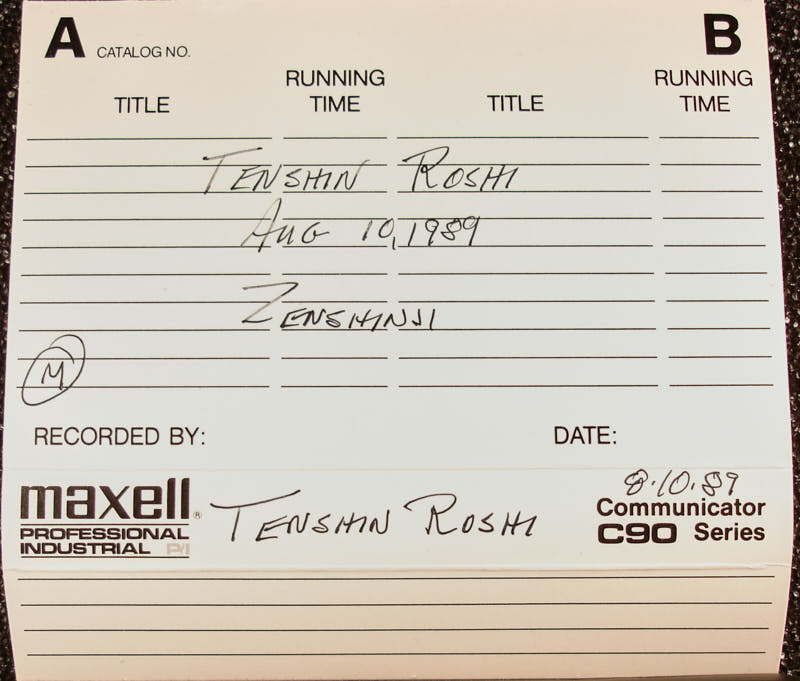 A CATALOG NO. B
TITLE RUNNING TIME TITLE RUNNING TIME
TENSHIN ROSHI
AUG 10, 1989
ZENSHINJI
M
RECORDED BY: DATE:
8.10.89
maxell® TENSHIN ROSHI Communicator
PROFESSIONAL C90 Series
INDUSTRIAL P/I